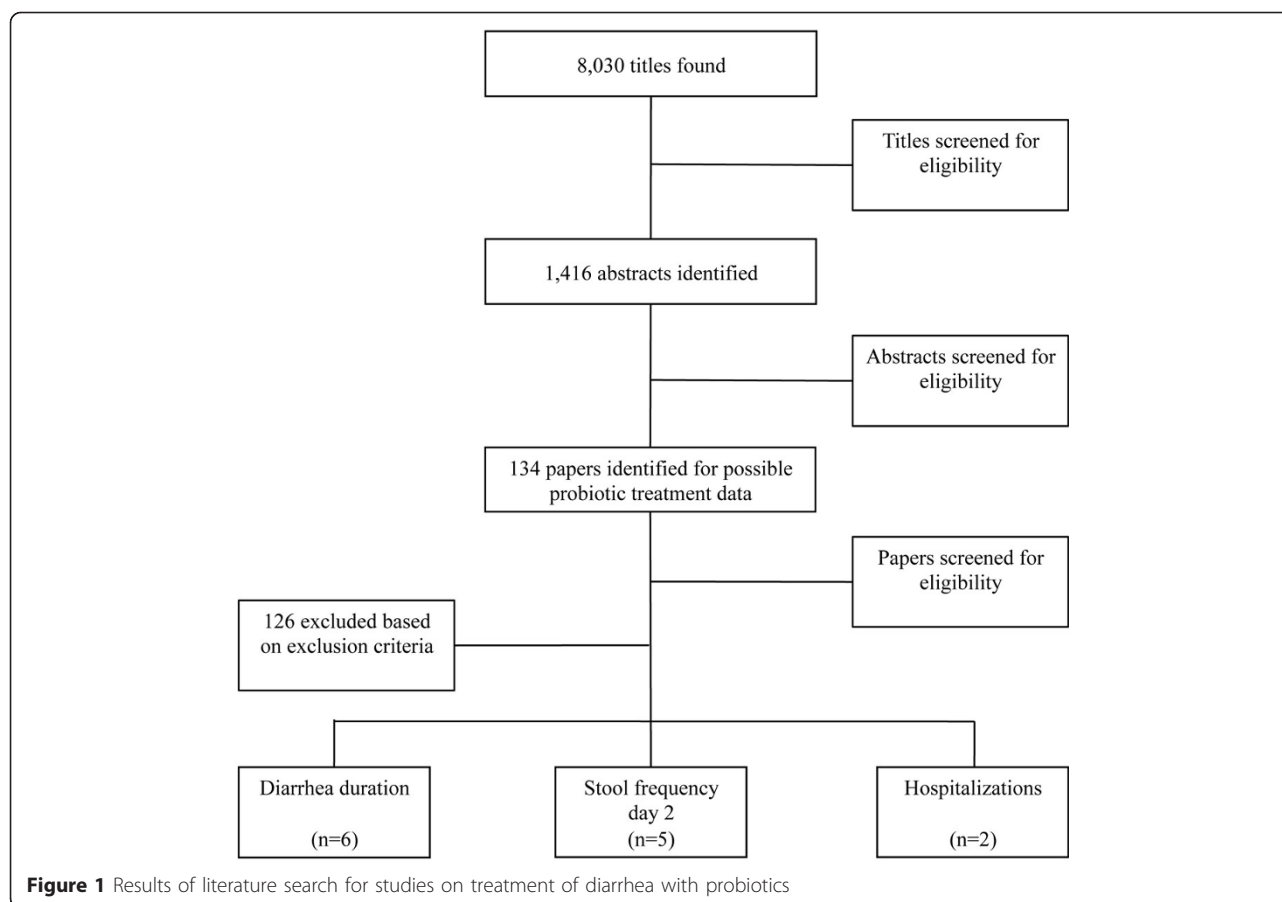 8,030 titles found
Titles screened for
eligibility
1,416 abstracts identified
Abstracts screened for
eligibility
134 papers identified for possible
probiotic treatment data
Papers screened for
eligibility
126 excluded based
on exclusion criteria
Diarrhea duration
(n=6)
Stool frequency
day 2
(n=5)
Hospitalizations
(n=2)
Figure 1 Results of literature search for studies on treatment of diarrhea with probiotics